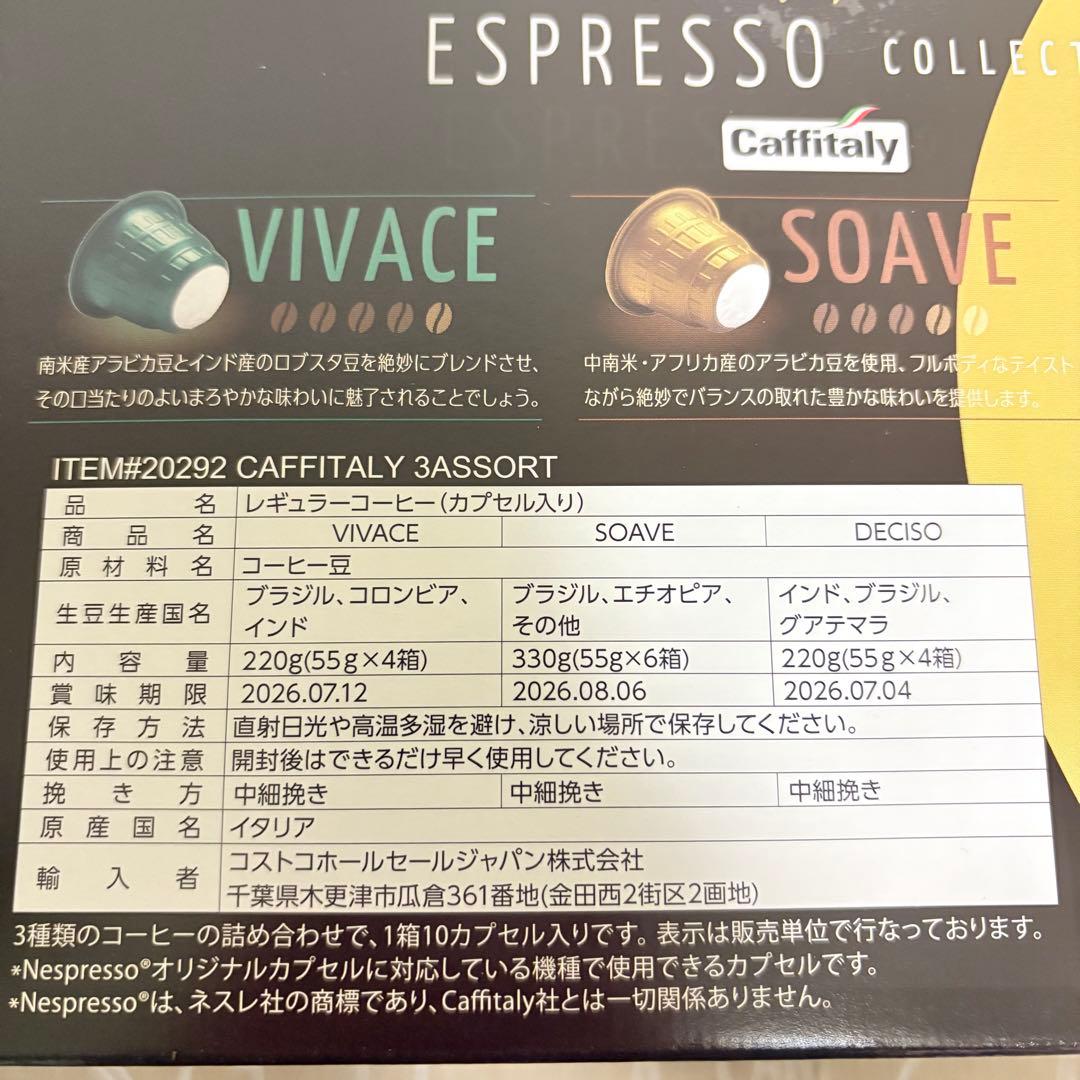 ESPRESSO COLLECT
Caffitaly
VIVACE
SOAVE
南米産アラビカ豆とインド産のロブスタ豆を絶妙にブレンドさせ、
その口当たりのよいまろやかな味わいに魅了されることでしょう。
中南米・アフリカ産のアラビカ豆を使用、フルボディなテイスト
ながら絶妙でバランスの取れた豊かな味わいを提供します。
ITEM#20292 CAFFITALY 3ASSORT
品名 レギュラーコーヒー(カプセル入り)
商品名 VIVACE SOAVE DECISO
原材料名 コーヒー豆
生豆生産国名 ブラジル、コロンビア、 ブラジル、エチオピア、 インド、ブラジル、
インド その他 グアテマラ
内容量 220g(55g×4箱) 330g(55g×6箱) 220g(55g×4箱)
賞味期限 2026.07.12 2026.08.06 2026.07.04
保存方法 直射日光や高温多湿を避け、涼しい場所で保存してください。
使用上の注意 開封後はできるだけ早く使用してください。
挽き方 中細挽き 中細挽き 中細挽き
原産国名 イタリア
輸入者 コストコホールセールジャパン株式会社
千葉県木更津市瓜倉361番地(金田西2街区2画地)
3種類のコーヒーの詰め合わせで、1箱10カプセル入りです。表示は販売単位で行なっております。
*Nespresso®オリジナルカプセルに対応している機種で使用できるカプセルです。
*Nespresso®は、ネスレ社の商標であり、Caffitaly社とは一切関係ありません。